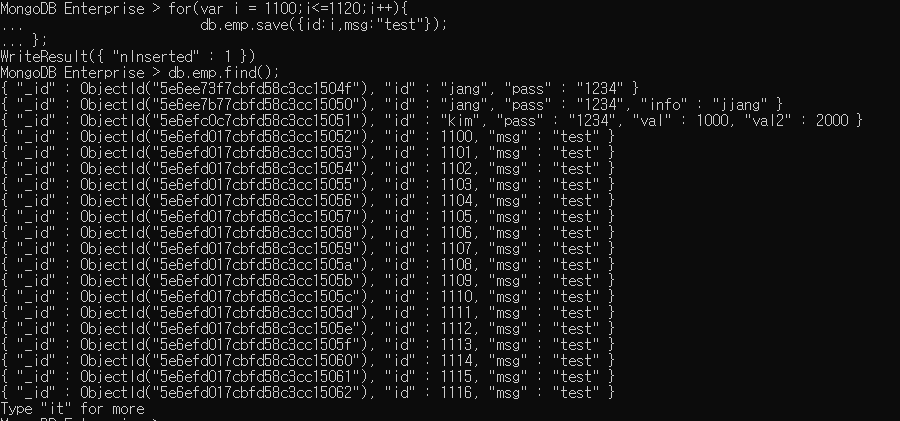 MongoDB Enterprise > for(var i = 1100;i<=1120;i++){
...                     db.emp.save({id:i,msg:"test"});
... };
WriteResult({ "nInserted" : 1 })
MongoDB Enterprise > db.emp.find();
{ "_id" : ObjectId("5e6ee73f7cbfd58c3cc1504f"), "id" : "jang", "pass" : "1234" }
{ "_id" : ObjectId("5e6ee7b77cbfd58c3cc15050"), "id" : "jang", "pass" : "1234", "info" : "jjang" }
{ "_id" : ObjectId("5e6efc0c7cbfd58c3cc15051"), "id" : "kim", "pass" : "1234", "val" : 1000, "val2" : 2000 }
{ "_id" : ObjectId("5e6efd017cbfd58c3cc15052"), "id" : 1100, "msg" : "test" }
{ "_id" : ObjectId("5e6efd017cbfd58c3cc15053"), "id" : 1101, "msg" : "test" }
{ "_id" : ObjectId("5e6efd017cbfd58c3cc15054"), "id" : 1102, "msg" : "test" }
{ "_id" : ObjectId("5e6efd017cbfd58c3cc15055"), "id" : 1103, "msg" : "test" }
{ "_id" : ObjectId("5e6efd017cbfd58c3cc15056"), "id" : 1104, "msg" : "test" }
{ "_id" : ObjectId("5e6efd017cbfd58c3cc15057"), "id" : 1105, "msg" : "test" }
{ "_id" : ObjectId("5e6efd017cbfd58c3cc15058"), "id" : 1106, "msg" : "test" }
{ "_id" : ObjectId("5e6efd017cbfd58c3cc15059"), "id" : 1107, "msg" : "test" }
{ "_id" : ObjectId("5e6efd017cbfd58c3cc1505a"), "id" : 1108, "msg" : "test" }
{ "_id" : ObjectId("5e6efd017cbfd58c3cc1505b"), "id" : 1109, "msg" : "test" }
{ "_id" : ObjectId("5e6efd017cbfd58c3cc1505c"), "id" : 1110, "msg" : "test" }
{ "_id" : ObjectId("5e6efd017cbfd58c3cc1505d"), "id" : 1111, "msg" : "test" }
{ "_id" : ObjectId("5e6efd017cbfd58c3cc1505e"), "id" : 1112, "msg" : "test" }
{ "_id" : ObjectId("5e6efd017cbfd58c3cc1505f"), "id" : 1113, "msg" : "test" }
{ "_id" : ObjectId("5e6efd017cbfd58c3cc15060"), "id" : 1114, "msg" : "test" }
{ "_id" : ObjectId("5e6efd017cbfd58c3cc15061"), "id" : 1115, "msg" : "test" }
{ "_id" : ObjectId("5e6efd017cbfd58c3cc15062"), "id" : 1116, "msg" : "test" }
Type "it" for more
MongoDB Enterprise >